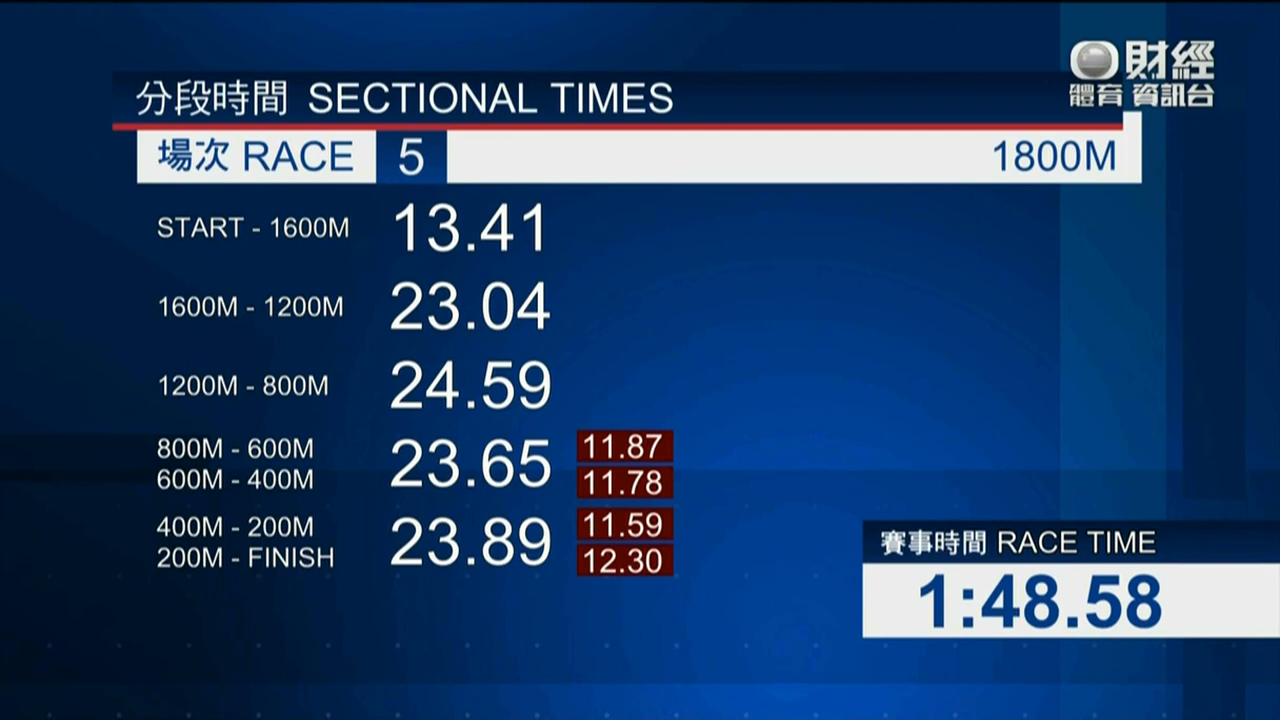 財經
體育 資訊台
分段時間 SECTIONAL TIMES
場次 RACE 5 1800M
START - 1600M 13.41
1600M - 1200M 23.04
1200M - 800M 24.59
800M - 600M 23.65 11.87
600M - 400M 11.78
400M - 200M 23.89 11.59
200M - FINISH 12.30
賽事時間 RACE TIME
1:48.58